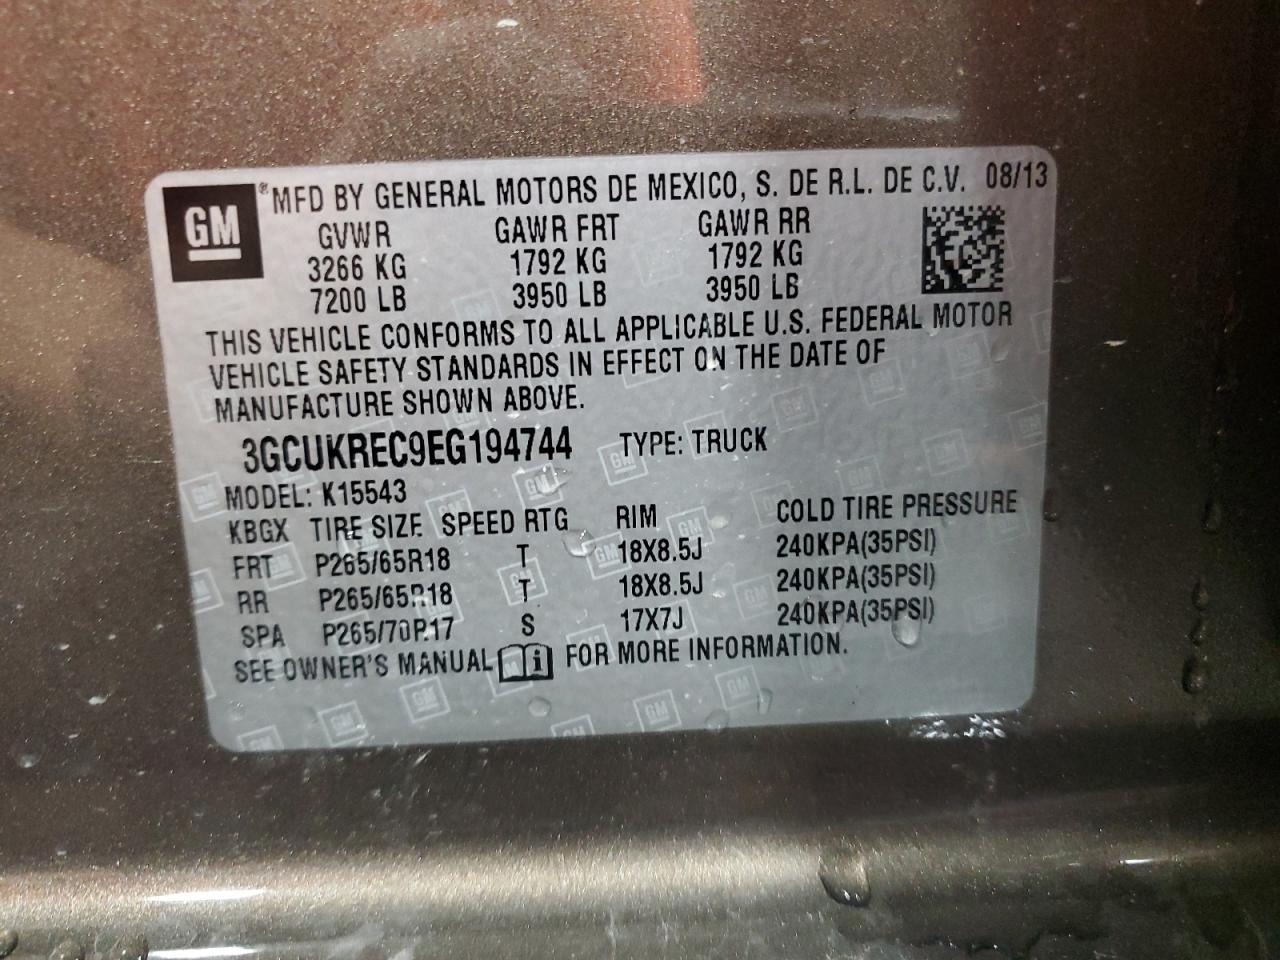 GM ® MFD BY GENERAL MOTORS DE MEXICO, S. DE R.L. DE C.V. 08/13
GVWR GAWR FRT GAWR RR
3266 KG 1792 KG 1792 KG
7200 LB 3950 LB 3950 LB
THIS VEHICLE CONFORMS TO ALL APPLICABLE U.S. FEDERAL MOTOR
VEHICLE SAFETY STANDARDS IN EFFECT ON THE DATE OF
MANUFACTURE SHOWN ABOVE.
3GCUKREC9EG194744 TYPE: TRUCK
MODEL: K15543
KBGX TIRE SIZE SPEED RTG RIM COLD TIRE PRESSURE
FRT P265/65R18 T 18X8.5J 240KPA(35PSI)
RR P265/65R18 T 18X8.5J 240KPA(35PSI)
SPA P265/70R17 S 17X7J 240KPA(35PSI)
SEE OWNER'S MANUAL i FOR MORE INFORMATION.